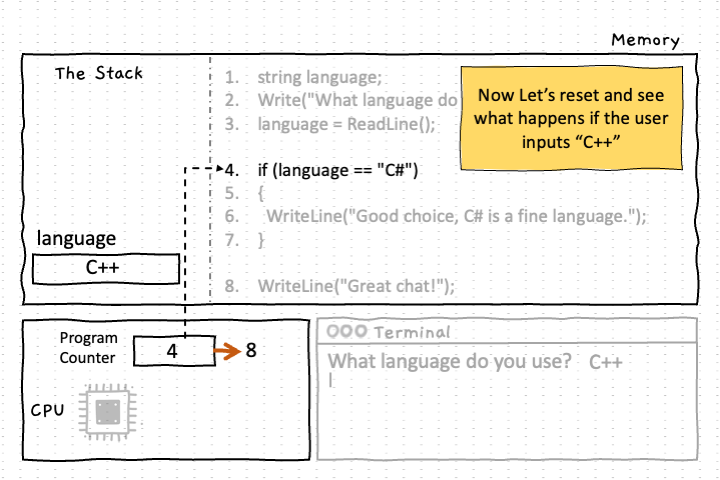 Memory
The Stack
1. string language;
2. Write("What language do
3. language = ReadLine();
4. if (language == "C#")
5. {
6. WriteLine("Good choice, C# is a fine language.");
7. }
8. WriteLine("Great chat!");
Now Let’s reset and see
what happens if the user
inputs “C++”
language
C++
Program
Counter
4
8
CPU
Terminal
What language do you use? C++